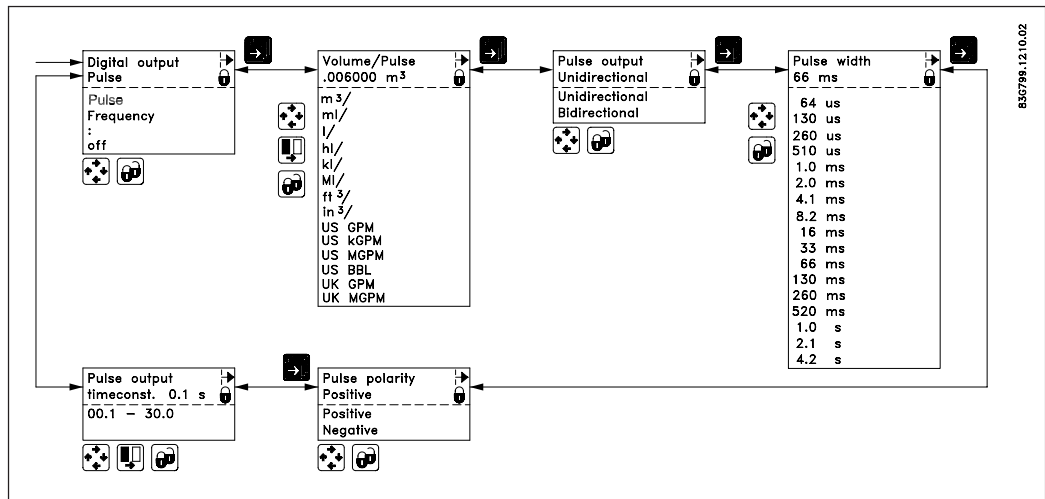 Digital output
Pulse
Pulse
Frequency
:
off
Volume/Pulse
.006000 m3
m3/
ml/
l/
hl/
kl/
Ml/
ft3/
in3/
US GPM
US kGPM
US MGPM
US BBL
UK GPM
UK MGPM
Pulse output
Unidirectional
Unidirectional
Bidirectional
Pulse width
66 ms
64 us
130 us
260 us
510 us
1.0 ms
2.0 ms
4.1 ms
8.2 ms
16 ms
33 ms
66 ms
130 ms
260 ms
520 ms
1.0 s
2.1 s
4.2 s
83G799.1210.02
Pulse output
timeconst. 0.1 s
00.1 – 30.0
Pulse polarity
Positive
Positive
Negative